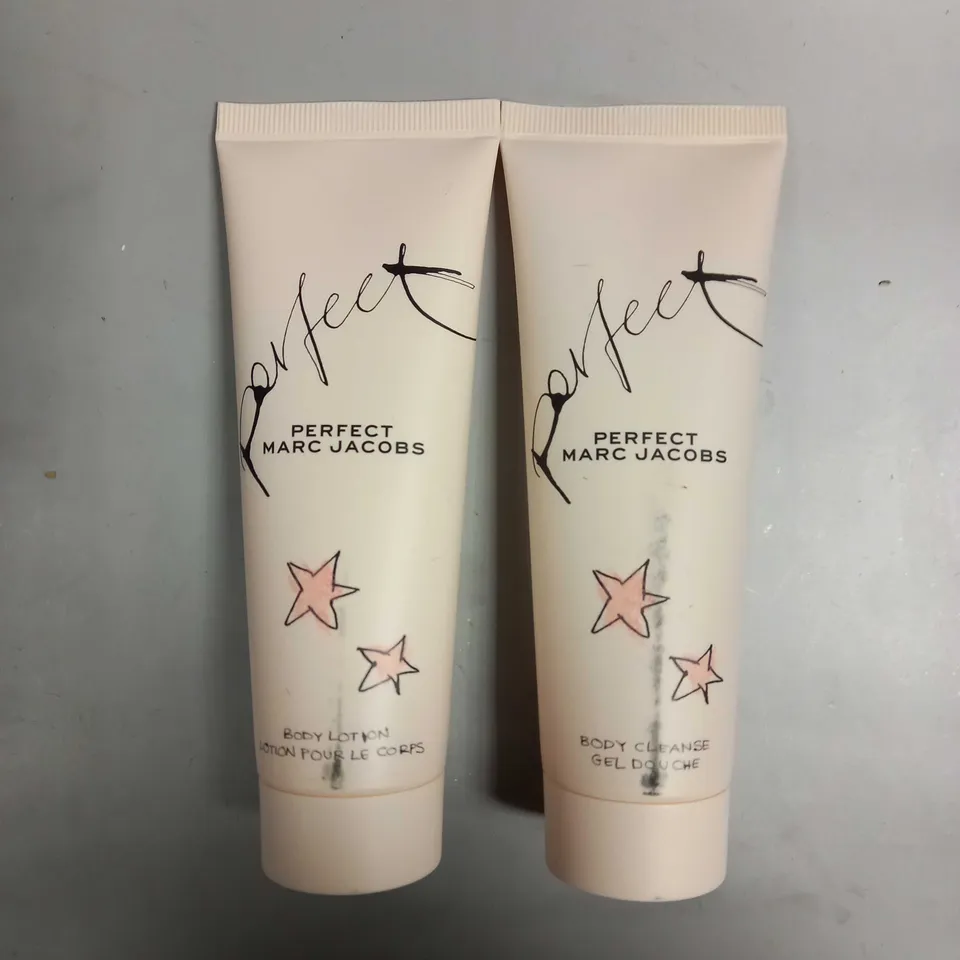 perfect
PERFECT
MARC JACOBS
BODY LOTION
LOTION POUR LE CORPS
perfect
PERFECT
MARC JACOBS
BODY CLEANSE
GEL DOUCHE